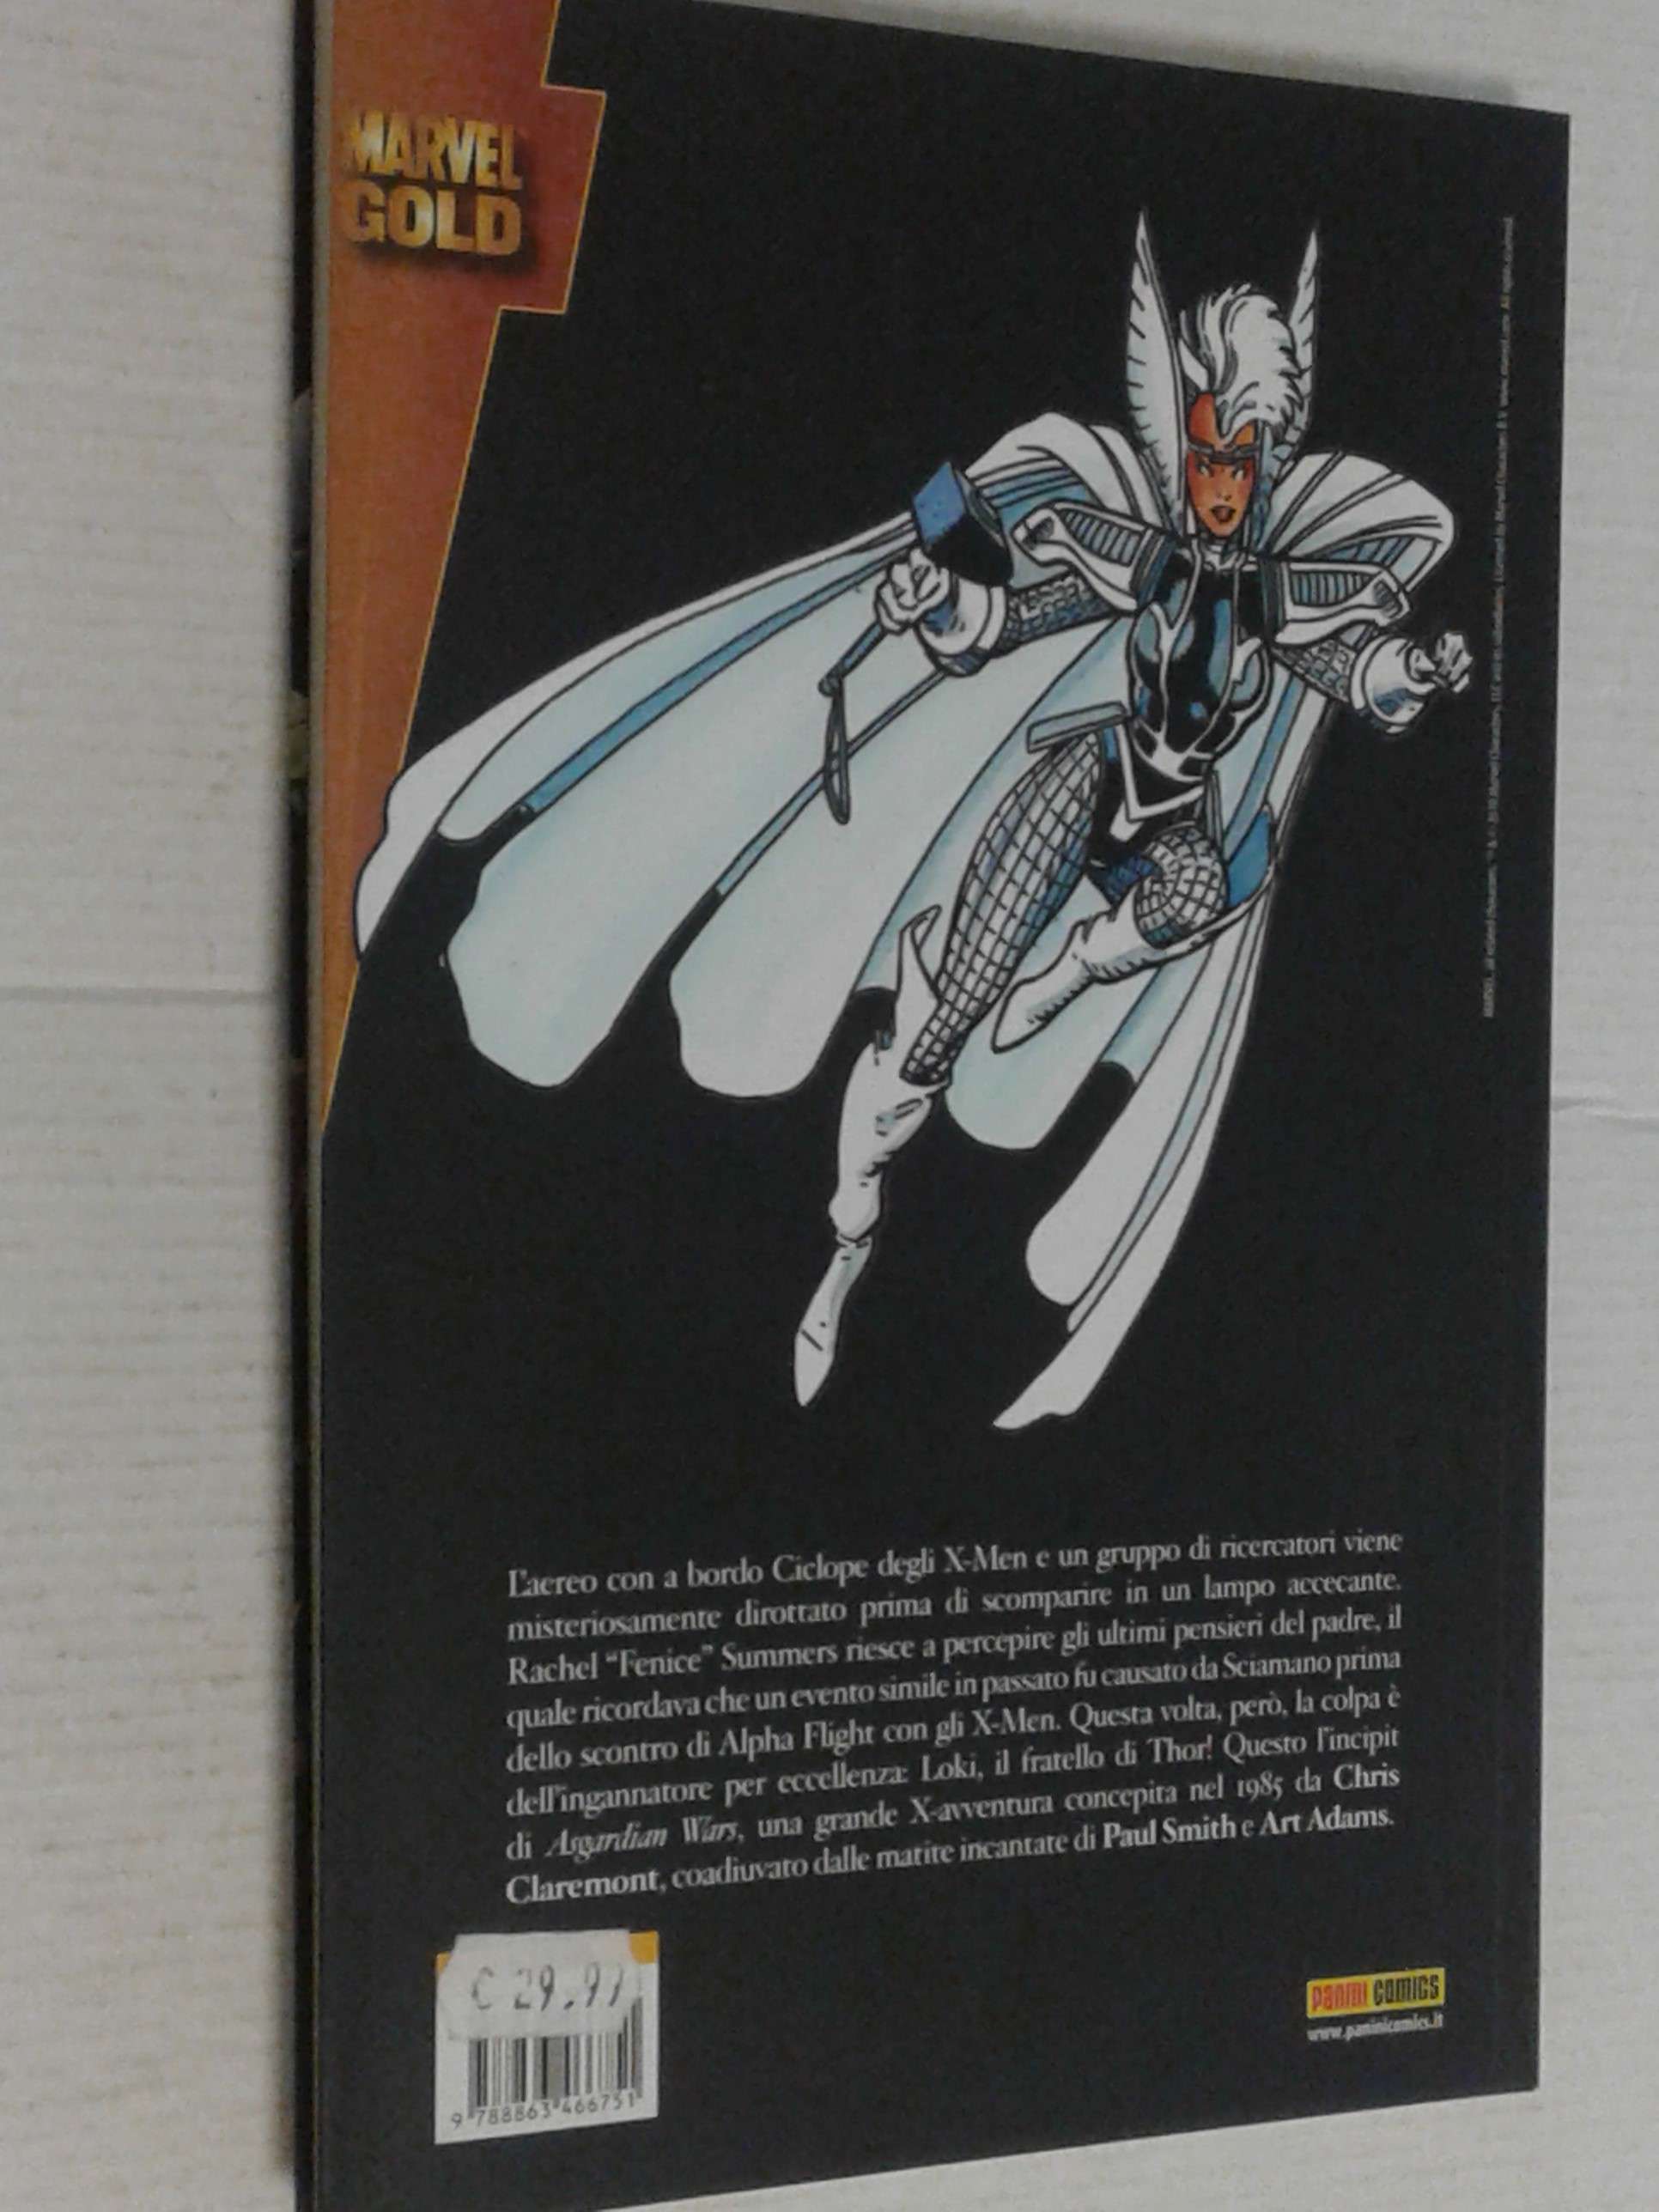 MARVEL
GOLD
L'aereo con a bordo Ciclope degli X-Men e un gruppo di ricercatori viene
misteriosamente dirottato prima di scomparire in un lampo accecante.
Rachel “Fenice” Summers riesce a percepire gli ultimi pensieri del padre, il
quale ricordava che un evento simile in passato fu causato da Sciamano prima
dello scontro di Alpha Flight con gli X-Men. Questa volta, però, la colpa è
dell'ingannatore per eccellenza: Loki, il fratello di Thor! Questo l'incipit
di Asgardian Wars, una grande X-avventura concepita nel 1985 da Chris
Claremont, coadiuvato dalle matite incantate di Paul Smith e Art Adams.
€ 29.97
9 788863 466751
PANINI COMICS
www.paninicomics.it